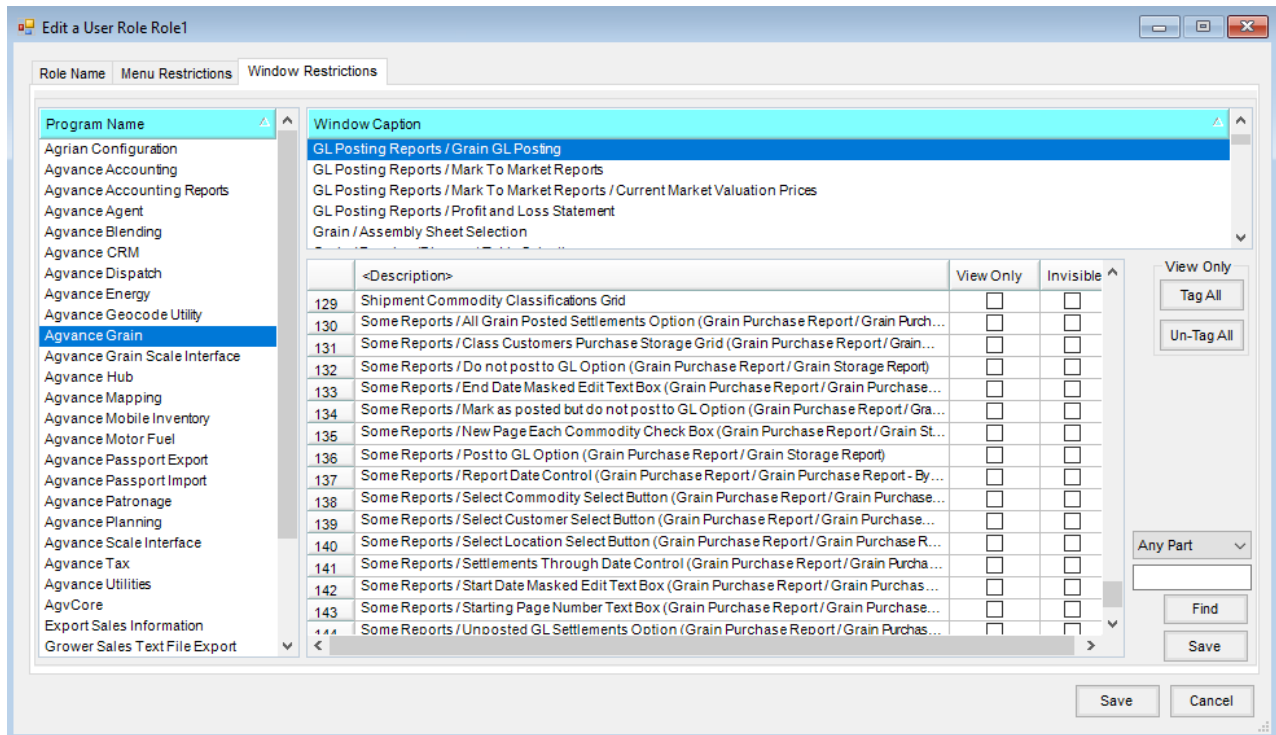 Edit a User Role Role1
Role Name Menu Restrictions Window Restrictions
Program Name
Agrian Configuration
Agvance Accounting
Agvance Accounting Reports
Agvance Agent
Agvance Blending
Agvance CRM
Agvance Dispatch
Agvance Energy
Agvance Geocode Utility
Agvance Grain
Agvance Grain Scale Interface
Agvance Hub
Agvance Mapping
Agvance Mobile Inventory
Agvance Motor Fuel
Agvance Passport Export
Agvance Passport Import
Agvance Patronage
Agvance Planning
Agvance Scale Interface
Agvance Tax
Agvance Utilities
AgvCore
Export Sales Information
Grower Sales Text File Export
Window Caption
GL Posting Reports / Grain GL Posting
GL Posting Reports / Mark To Market Reports
GL Posting Reports / Mark To Market Reports / Current Market Valuation Prices
GL Posting Reports / Profit and Loss Statement
Grain / Assembly Sheet Selection
<Description> View Only Invisible
129 Shipment Commodity Classifications Grid
130 Some Reports / All Grain Posted Settlements Option (Grain Purchase Report / Grain Purch...
131 Some Reports / Class Customers Purchase Storage Grid (Grain Purchase Report / Grain...
132 Some Reports / Do not post to GL Option (Grain Purchase Report / Grain Storage Report)
133 Some Reports / End Date Masked Edit Text Box (Grain Purchase Report / Grain Purchase...
134 Some Reports / Mark as posted but do not post to GL Option (Grain Purchase Report / Gra...
135 Some Reports / New Page Each Commodity Check Box (Grain Purchase Report / Grain St...
136 Some Reports / Post to GL Option (Grain Purchase Report / Grain Storage Report)
137 Some Reports / Report Date Control (Grain Purchase Report / Grain Purchase Report - By...
138 Some Reports / Select Commodity Select Button (Grain Purchase Report / Grain Purchase...
139 Some Reports / Select Customer Select Button (Grain Purchase Report / Grain Purchase...
140 Some Reports / Select Location Select Button (Grain Purchase Report / Grain Purchase R...
141 Some Reports / Settlements Through Date Control (Grain Purchase Report / Grain Purcha...
142 Some Reports / Start Date Masked Edit Text Box (Grain Purchase Report / Grain Purchas...
143 Some Reports / Starting Page Number Text Box (Grain Purchase Report / Grain Purchase...
144 Some Reports / Unposted GL Settlements Option (Grain Purchase Report / Grain Purchas...
View Only
Tag All
Un-Tag All
Any Part
Find
Save
Save Cancel